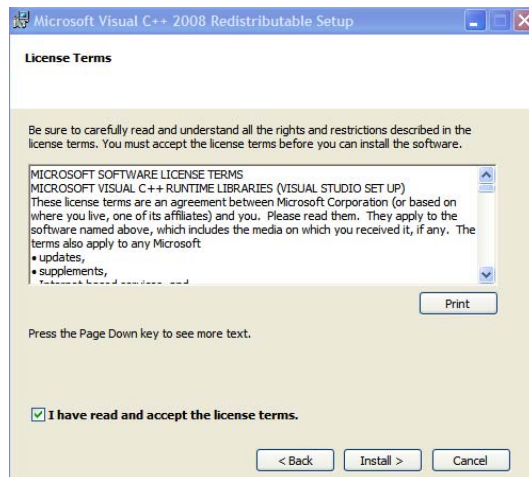 Microsoft Visual C++ 2008 Redistributable Setup
License Terms
Be sure to carefully read and understand all the rights and restrictions described in the
license terms. You must accept the license terms before you can install the software.
MICROSOFT SOFTWARE LICENSE TERMS
MICROSOFT VISUAL C++ RUNTIME LIBRARIES (VISUAL STUDIO SET UP)
These license terms are an agreement between Microsoft Corporation (or based on
where you live, one of its affiliates) and you. Please read them. They apply to the
software named above, which includes the media on which you received it, if any. The
terms also apply to any Microsoft
• updates,
• supplements,
• Internet-based services, and
Print
Press the Page Down key to see more text.
I have read and accept the license terms.
< Back
Install >
Cancel